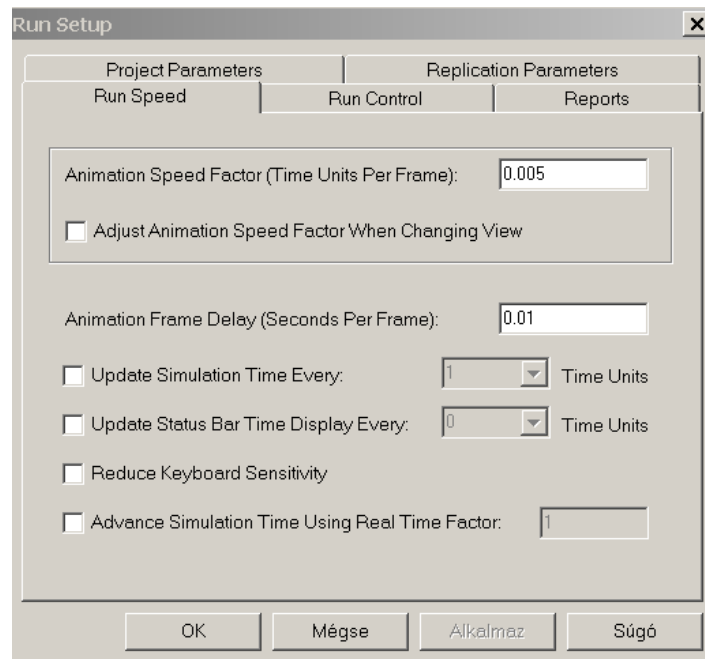 Run Setup
Project Parameters
Replication Parameters
Run Speed
Run Control
Reports
Animation Speed Factor (Time Units Per Frame): 0.005
Adjust Animation Speed Factor When Changing View
Animation Frame Delay (Seconds Per Frame): 0.01
Update Simulation Time Every: 1 Time Units
Update Status Bar Time Display Every: 0 Time Units
Reduce Keyboard Sensitivity
Advance Simulation Time Using Real Time Factor: 1
OK
Mégse
Alkalmaz
Súgó